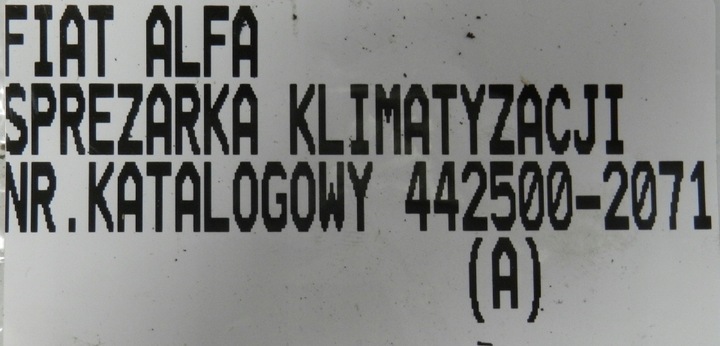 FIAT ALFA
SPREZARKA KLIMATYZACJI
NR.KATALOGOWY 442500-2071
(A)